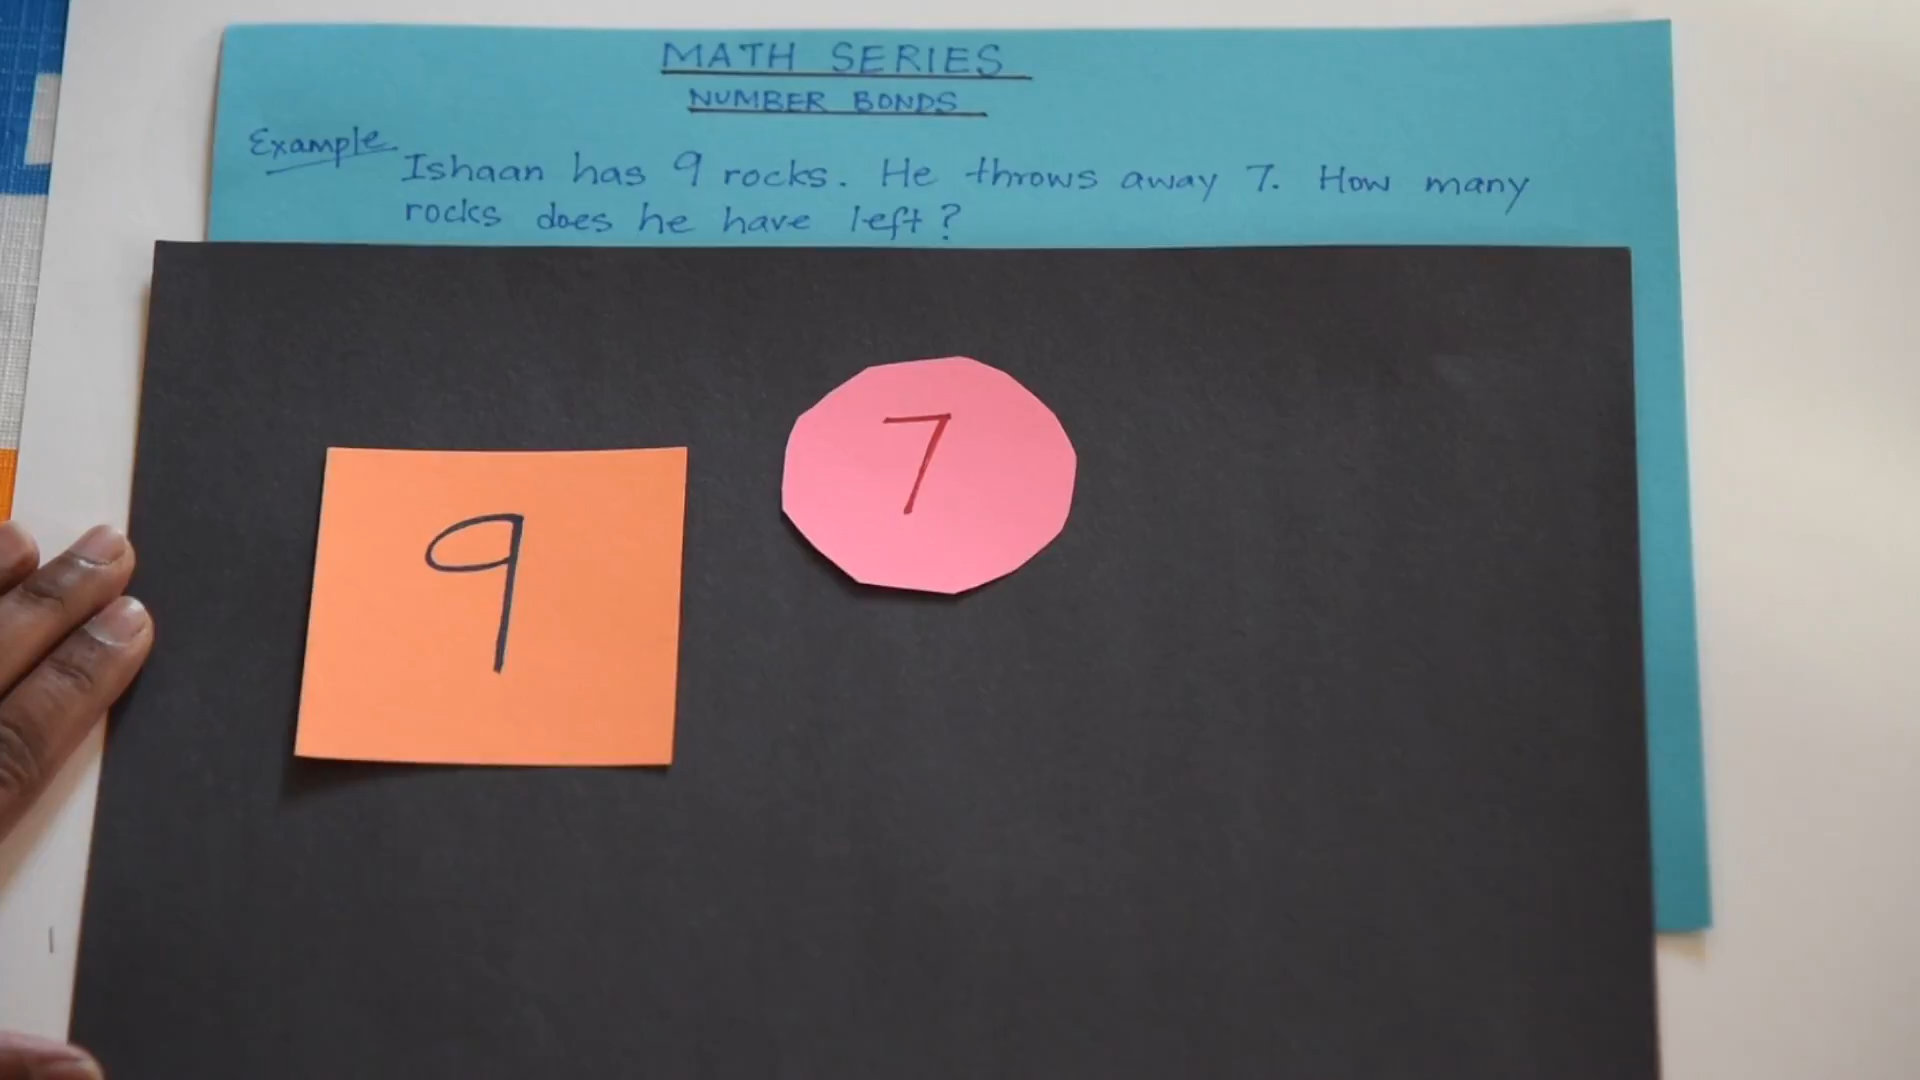 MATH SERIES
NUMBER BONDS
Example
Ishaan has 9 rocks. He throws away 7. How many
rocks does he have left?
7
9